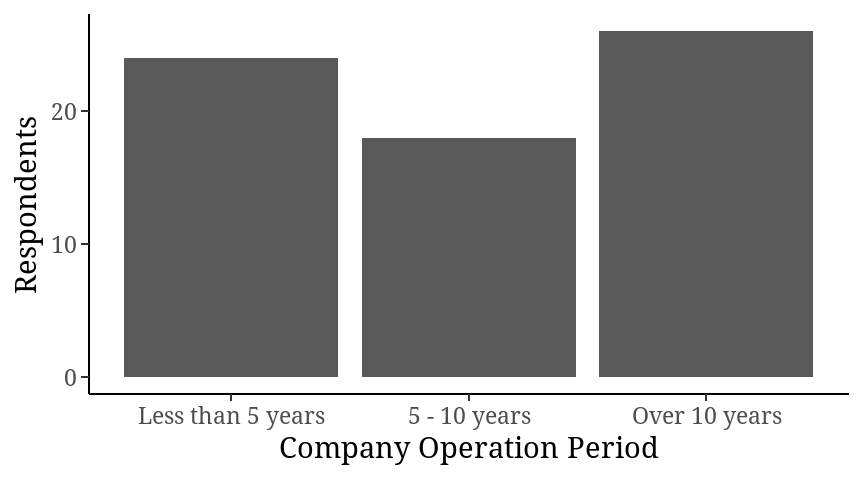 Respondents
20
10
0
Less than 5 years
5 - 10 years
Over 10 years
Company Operation Period